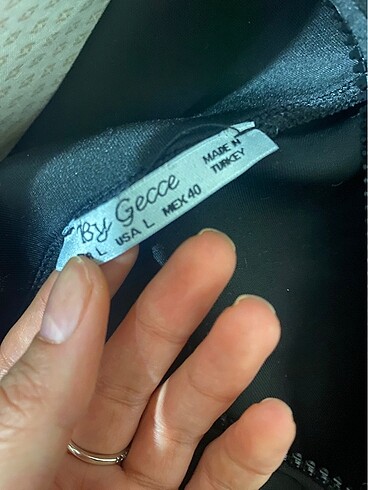 By Gecce
L USA L MEX 40
MADE IN
TURKEY